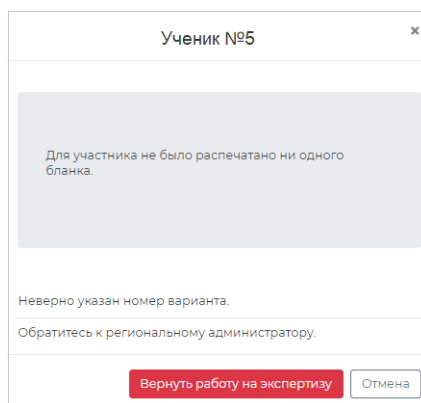 Ученик №5
×
Для участника не было распечатано ни одного
бланка.
Неверно указан номер варианта.
Обратитесь к региональному администратору.
Вернуть работу на экспертизу Отмена